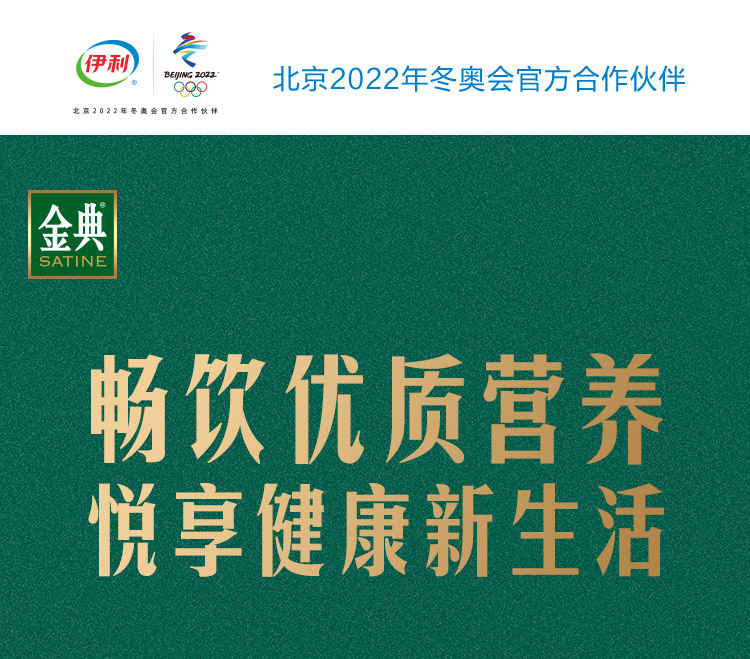 伊利®
BEIJING 2022™
北京2022年冬奥会官方合作伙伴
北京2022年冬奥会官方合作伙伴
金典®
SATINE
畅饮优质营养
悦享健康新生活